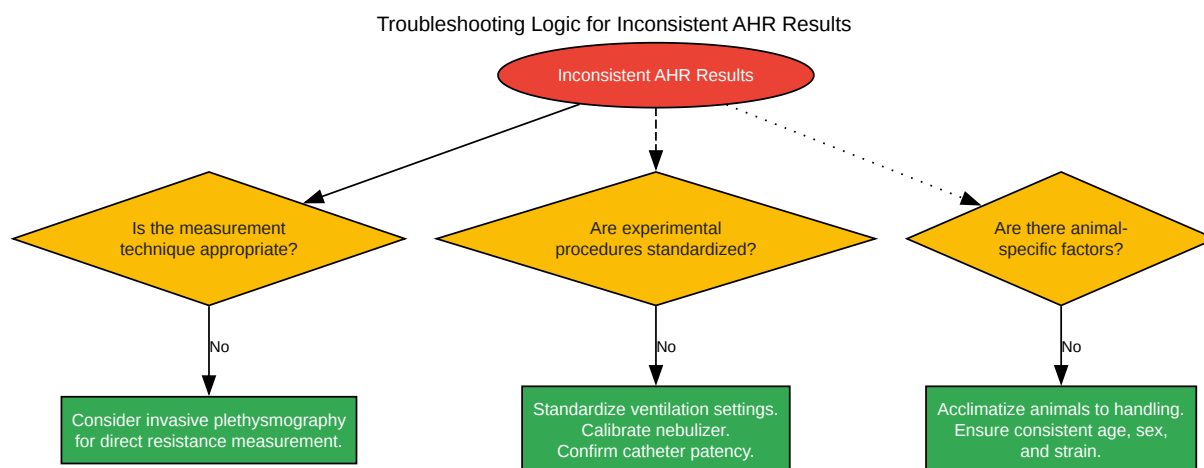 Troubleshooting Logic for Inconsistent AHR Results
Inconsistent AHR Results
Is the measurement
technique appropriate?
Are experimental
procedures standardized?
Are there animal-
specific factors?
No
No
No
Consider invasive plethysmography
for direct resistance measurement.
Standardize ventilation settings.
Calibrate nebulizer.
Confirm catheter patency.
Acclimatize animals to handling.
Ensure consistent age, sex,
and strain.